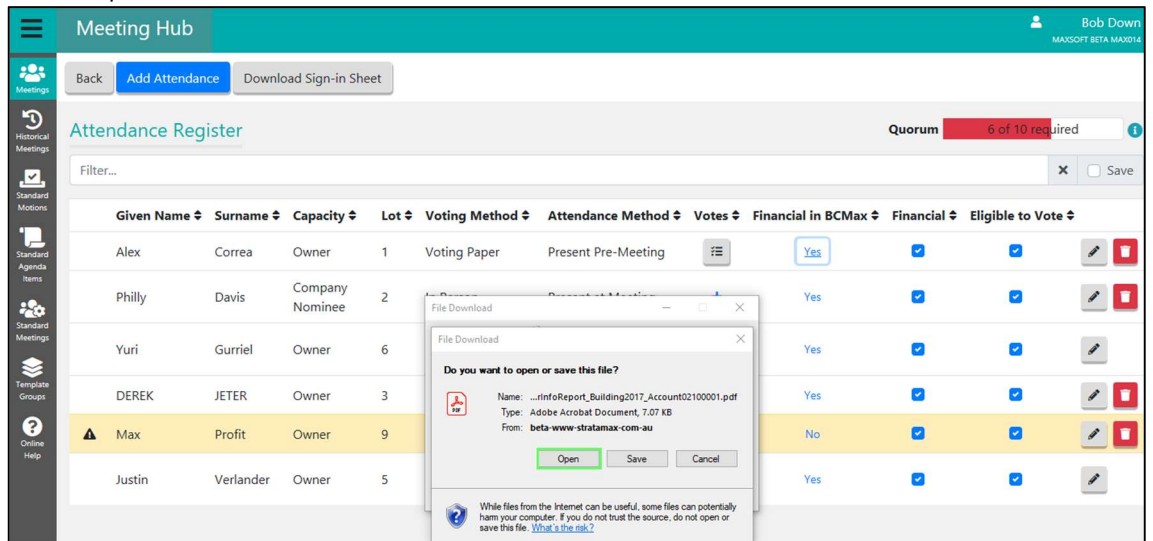 Meeting Hub
Bob Down
MAXSOFT BETA MAX014
Meetings
Historical Meetings
Standard Motions
Standard Agenda Items
Standard Meetings
Template Groups
Online Help
Back Add Attendance Download Sign-in Sheet
Attendance Register
Quorum 6 of 10 required
Filter...
Save
Given Name Surname Capacity Lot Voting Method Attendance Method Votes Financial in BCMax Financial Eligible to Vote
Alex Correa Owner 1 Voting Paper Present Pre-Meeting Yes
Philly Davis Company Nominee 2 Yes
Yuri Gurriel Owner 6 Yes
DEREK JETER Owner 3 Yes
Max Profit Owner 9 No
Justin Verlander Owner 5 Yes
File Download
File Download
Do you want to open or save this file?
Name: ...rInfoReport_Building2017_Account02100001.pdf
Type: Adobe Acrobat Document, 7.07 KB
From: beta-www-stratamax-com-au
Open Save Cancel
While files from the Internet can be useful, some files can potentially
harm your computer. If you do not trust the source, do not open or
save this file. What's the risk?